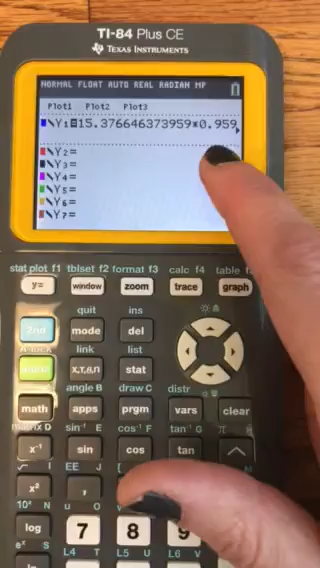 TI-84 Plus CE
TEXAS INSTRUMENTS
NORMAL FLOAT AUTO REAL RADIAN MP
Plot1 Plot2 Plot3
\Y1=15.376646373959*0.959
\Y2=
\Y3=
\Y4=
\Y5=
\Y6=
\Y7=
stat plot f1 tblset f2 format f3 calc f4 table
y= window zoom trace graph
quit ins
2nd mode del
A-lock link list
X,T,θ,n stat
angle B draw C distr
math apps prgm vars clear
matrix D sin⁻¹ E cos⁻¹ F tan⁻¹ G π
x⁻¹ sin cos tan ^
√ I EE J {
x² ,
10ˣ N u O
log 7 8 9
eˣ S L4 T L5 U L6 V
ln